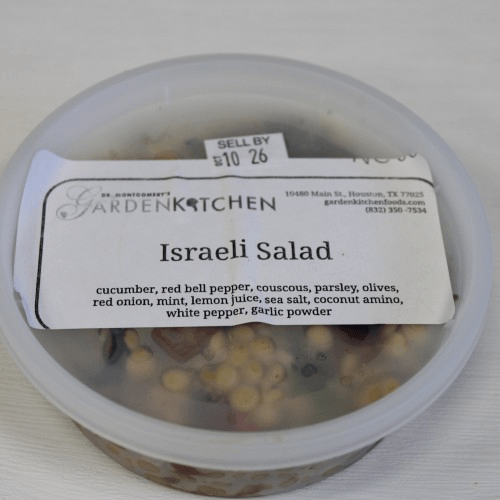 SELL BY
10 26
DR. MONTGOMERY'S
GARDENKITCHEN
10480 Main St., Houston, TX 77025
gardenkitchenfoods.com
(832) 350-7534
Israeli Salad
cucumber, red bell pepper, couscous, parsley, olives,
red onion, mint, lemon juice, sea salt, coconut amino,
white pepper, garlic powder